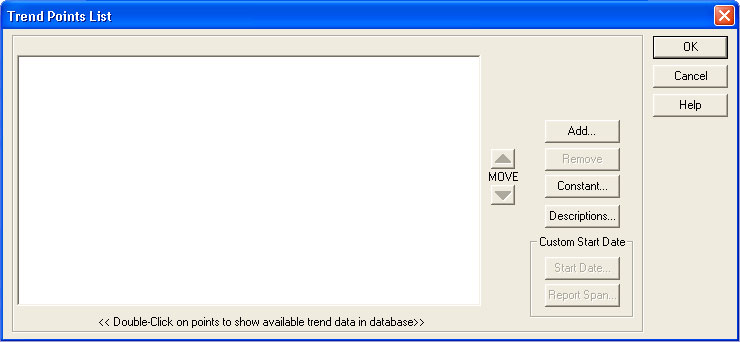 Trend Points List
OK
Cancel
Help
Add...
Remove
MOVE
Constant...
Descriptions...
Custom Start Date
Start Date...
Report Span...
<< Double-Click on points to show available trend data in database>>